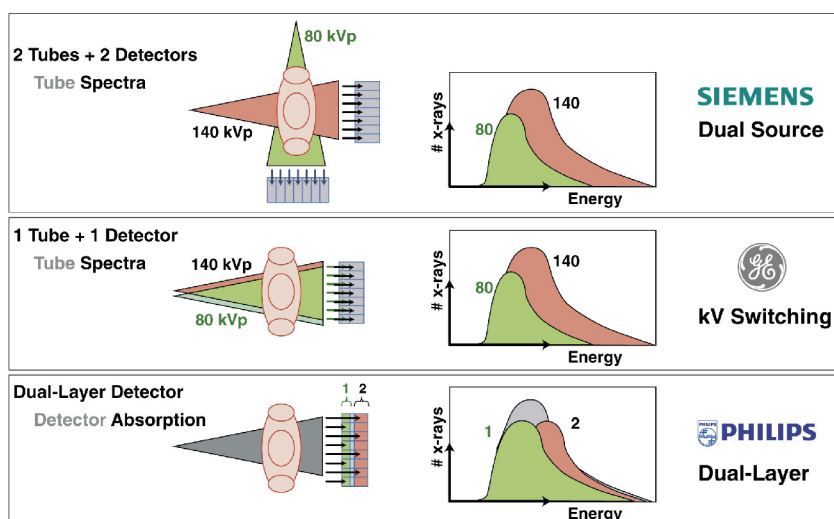 2 Tubes + 2 Detectors
Tube Spectra
80 kVp
140 kVp
# x-rays
80
140
Energy
SIEMENS
Dual Source
1 Tube + 1 Detector
Tube Spectra
140 kVp
80 kVp
# x-rays
80
140
Energy
GE
kV Switching
Dual-Layer Detector
Detector Absorption
1 2
# x-rays
1
2
Energy
PHILIPS
PHILIPS
Dual-Layer